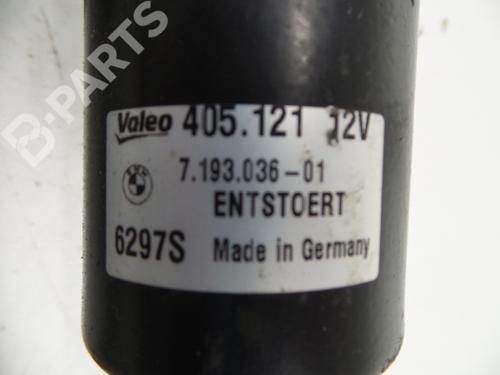 B-PARTS
Valeo 405.121 12V
7.193.036-01
ENTSTOERT
6297S Made in Germany